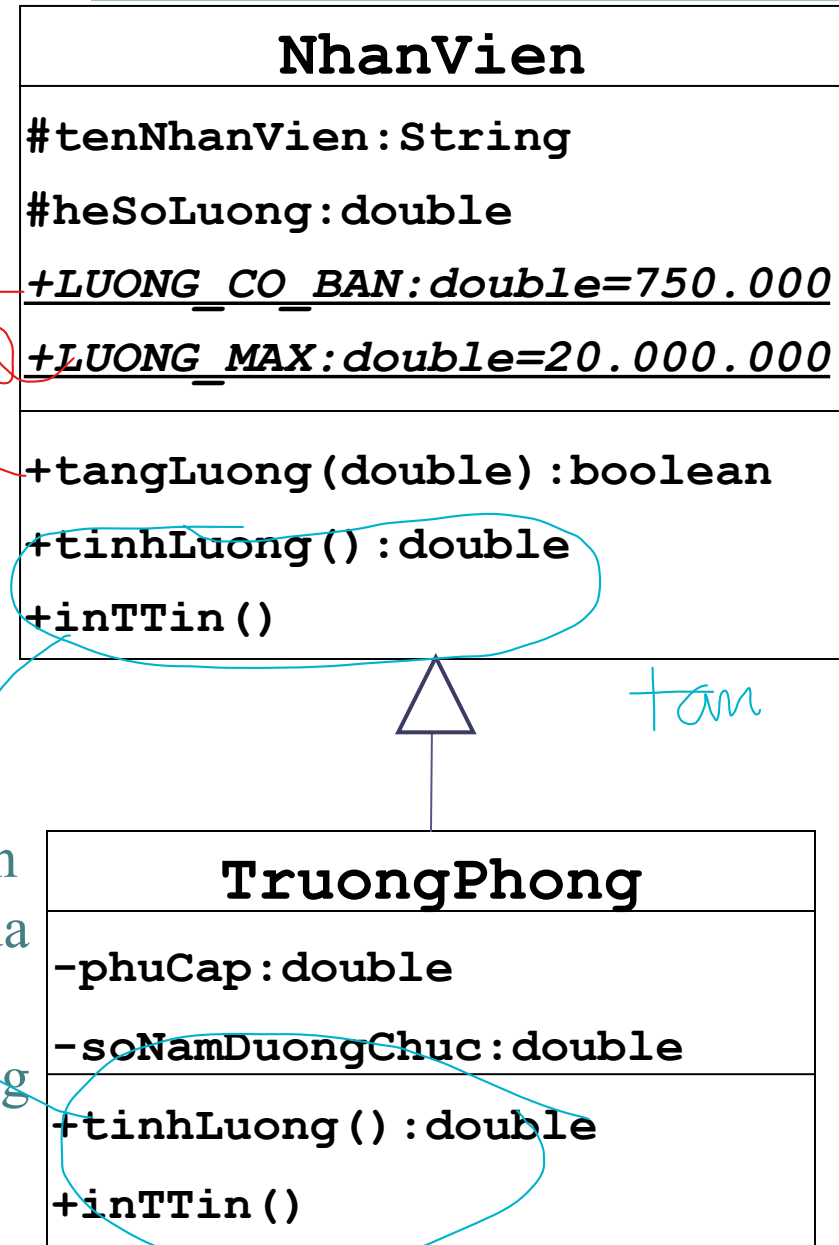 NhanVien
#tenNhanVien:String
#heSoLuong:double
+LUONG_CO_BAN:double=750.000
+LUONG_MAX:double=20.000.000
+tangLuong(double):boolean
+tinhLuong():double
+inTTin()
tam
TruongPhong
-phuCap:double
-soNamDuongChuc:double
+tinhLuong():double
+inTTin()